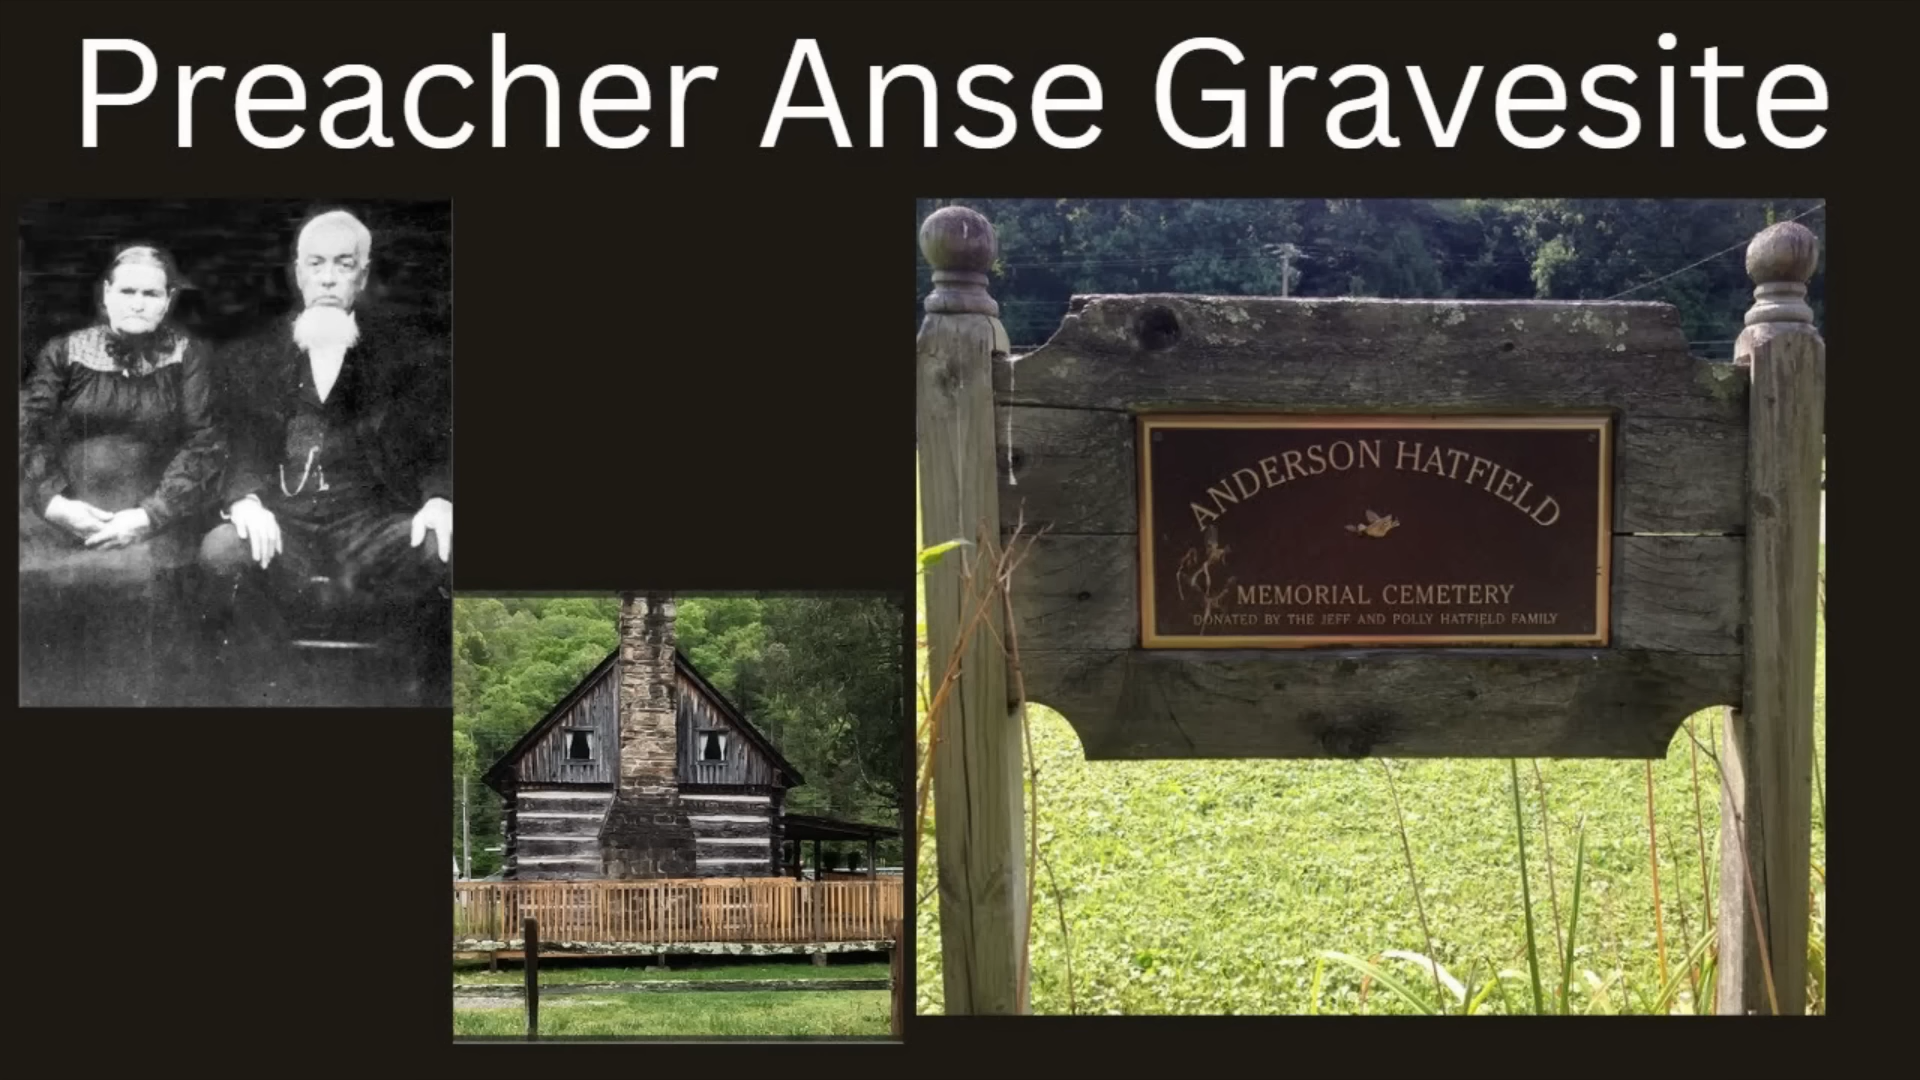 Preacher Anse Gravesite
ANDERSON HATFIELD
MEMORIAL CEMETERY
DONATED BY THE JEFF AND POLLY HATFIELD FAMILY